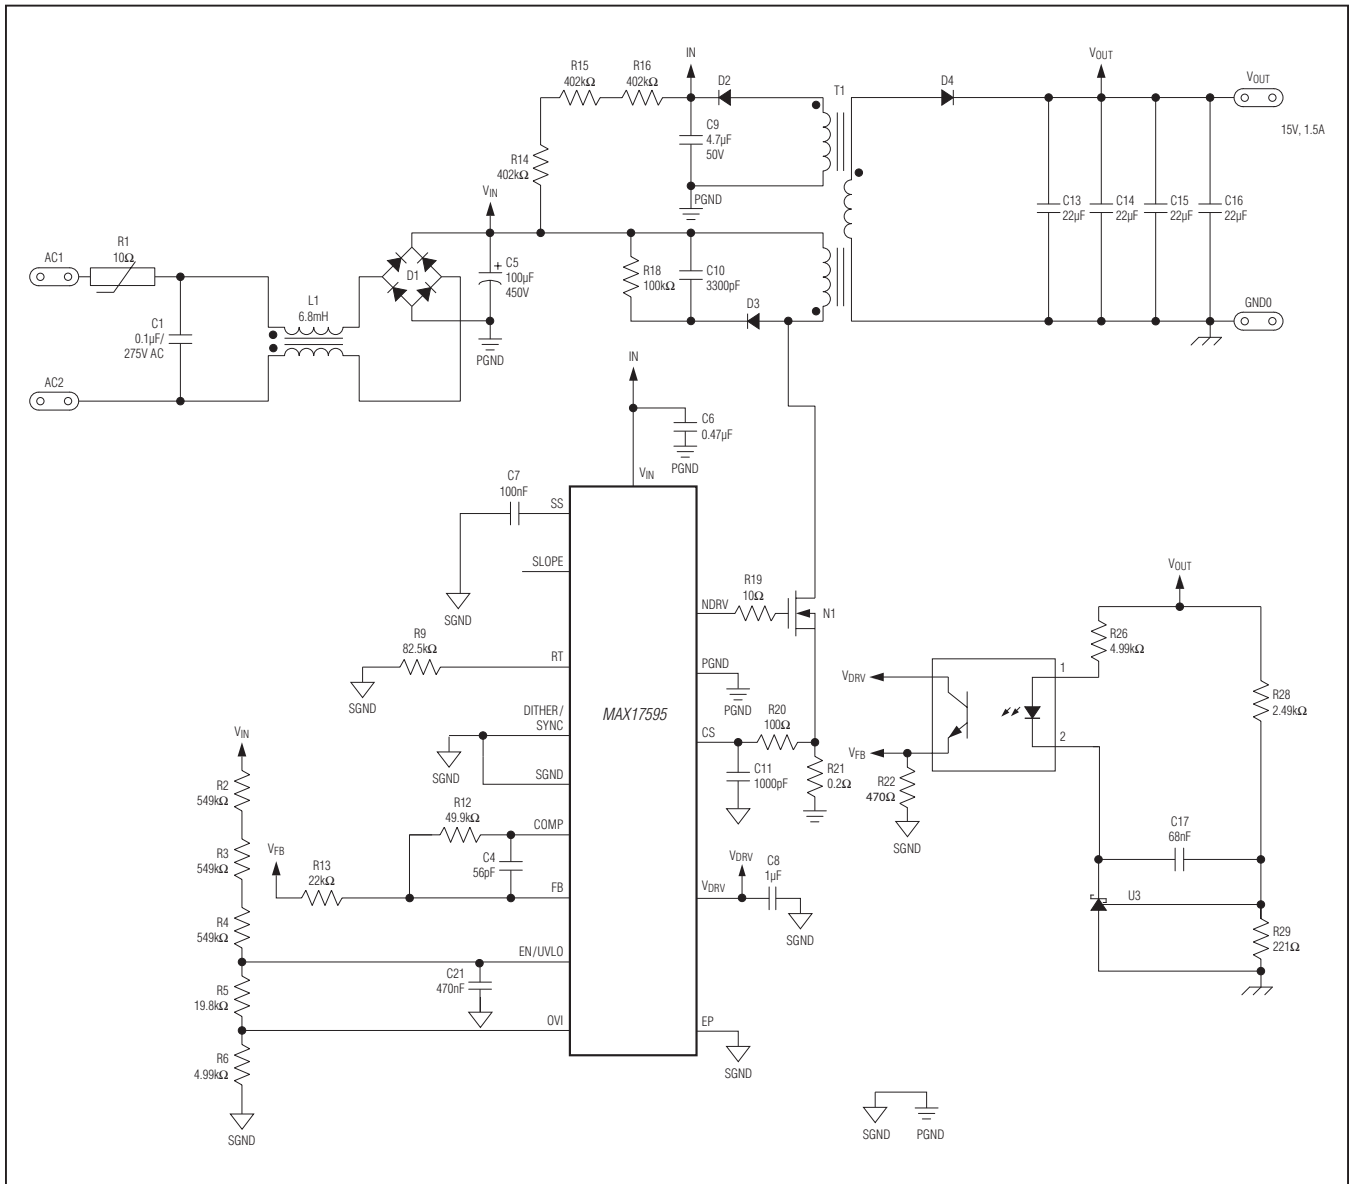 IN
VOUT
R15
402kΩ
R16
402kΩ
D2
T1
D4
VOUT
15V, 1.5A
C9
4.7µF
50V
R14
402kΩ
PGND
VIN
C13
22µF
C14
22µF
C15
22µF
C16
22µF
AC1
R1
10Ω
D1
C5
100µF
450V
R18
100kΩ
C10
3300pF
D3
L1
6.8mH
GND0
C1
0.1µF/
275V AC
PGND
AC2
IN
C6
0.47µF
PGND
VIN
C7
100nF
SS
SLOPE
SGND
NDRV
R19
10Ω
N1
VOUT
R9
82.5kΩ
RT
SGND
PGND
PGND
R26
4.99kΩ
1
VDRV
R28
2.49kΩ
DITHER/
SYNC
MAX17595
R20
100Ω
CS
2
VIN
SGND
SGND
VFB
C11
1000pF
R21
0.2Ω
R22
470Ω
SGND
R2
549kΩ
R12
49.9kΩ
COMP
C17
68nF
VFB
R3
549kΩ
R13
22kΩ
C4
56pF
FB
VDRV
VDRV
C8
1µF
SGND
U3
R4
549kΩ
R29
221Ω
EN/UVLO
C21
470nF
R5
19.8kΩ
OVI
EP
SGND
R6
4.99kΩ
SGND
SGND
PGND